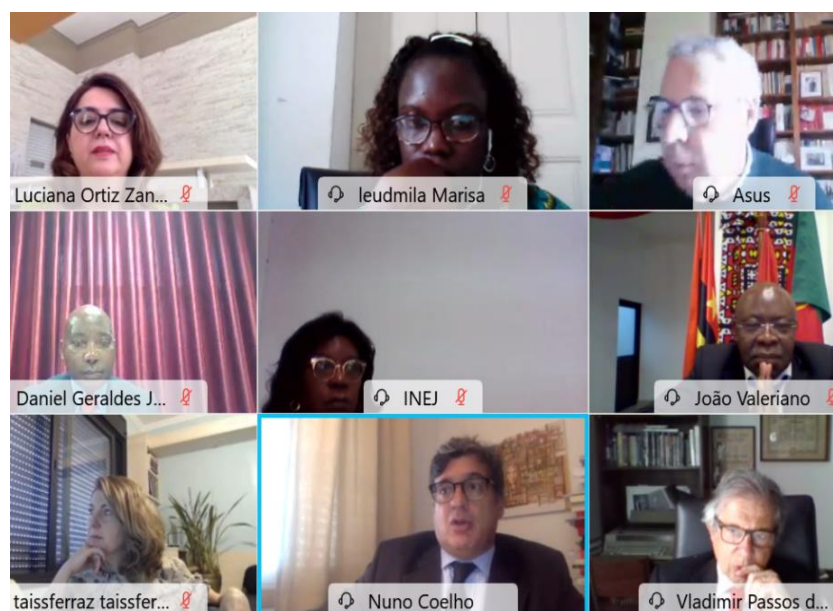 Luciana Ortiz Zan...
leudmila Marisa
Asus
Daniel Geraldes J...
INEJ
João Valeriano
taissferraz taissfer...
Nuno Coelho
Vladimir Passos d...